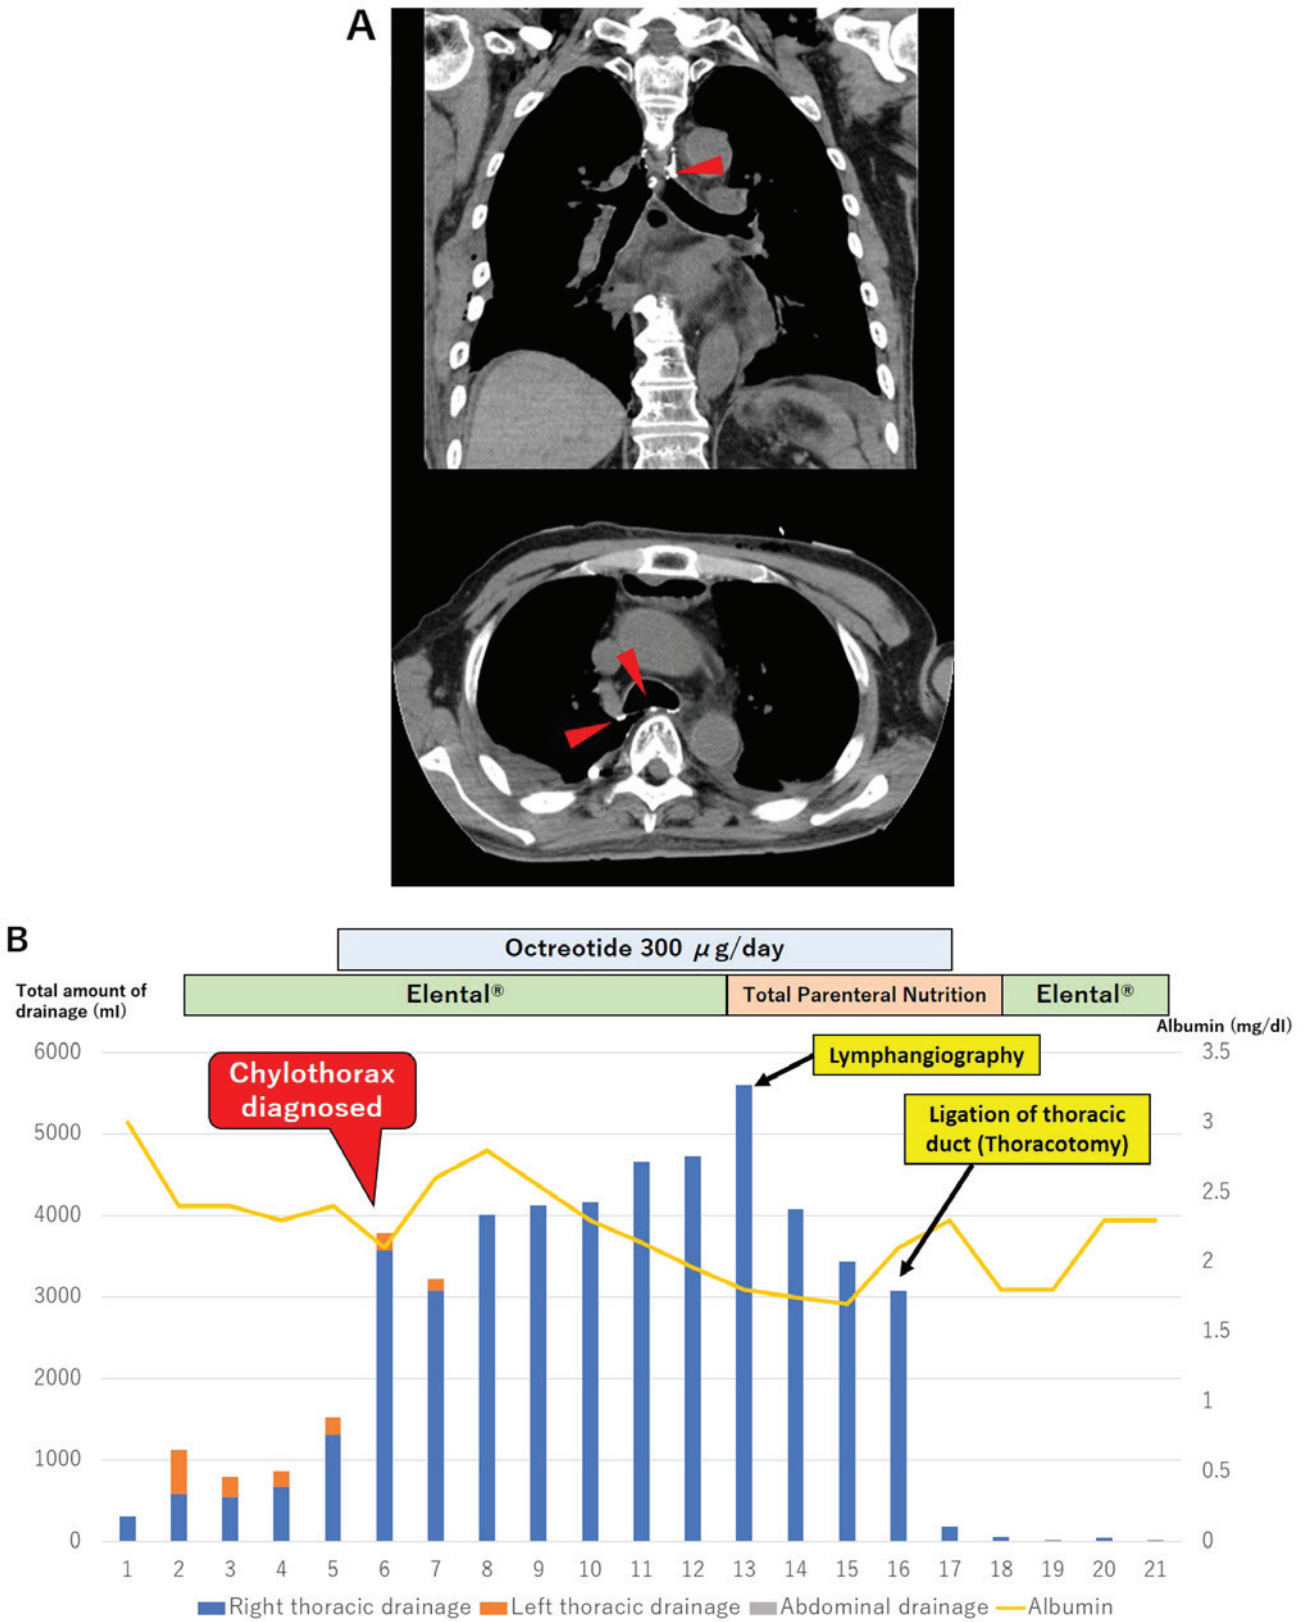 A
B
Octreotide 300 μg/day
Elental®
Total Parenteral Nutrition
Elental®
Total amount of
drainage (ml)
Albumin (mg/dl)
Chylothorax
diagnosed
Lymphangiography
Ligation of thoracic
duct (Thoracotomy)
6000
5000
4000
3000
2000
1000
0
3.5
3
2.5
2
1.5
1
0.5
0
1 2 3 4 5 6 7 8 9 10 11 12 13 14 15 16 17 18 19 20 21
Right thoracic drainage Left thoracic drainage Abdominal drainage Albumin